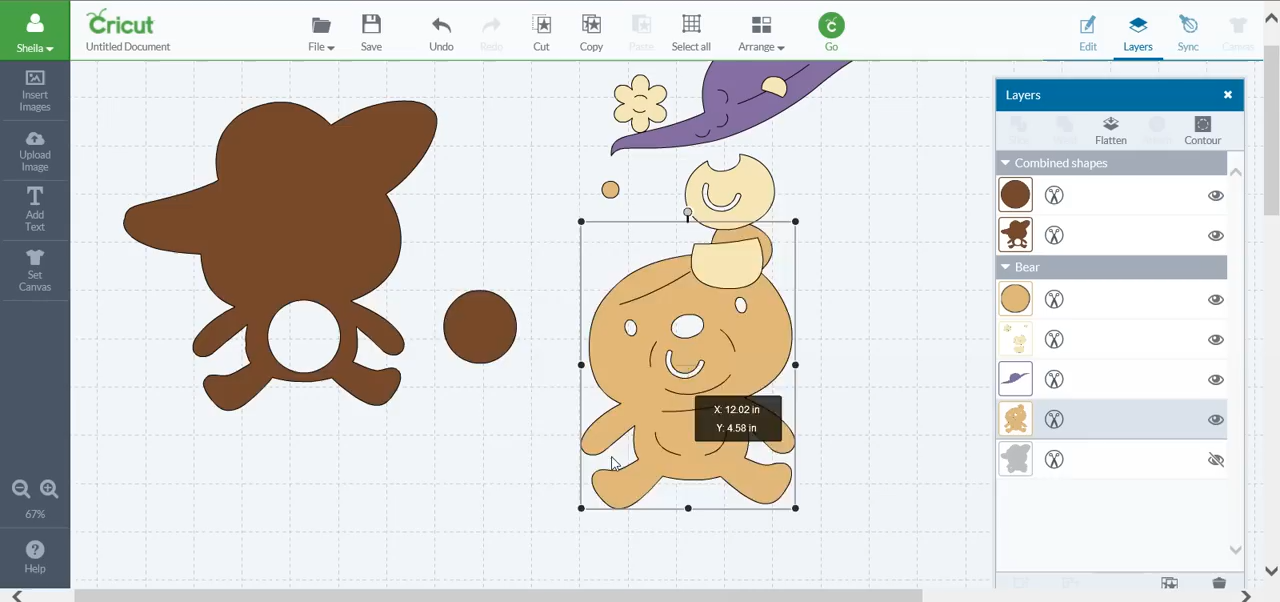 Sheila
Cricut
Untitled Document
File
Save
Undo
Redo
Cut
Copy
Paste
Select all
Arrange
Go
Edit
Layers
Sync
Canvas
Insert
Images
Upload
Image
Add
Text
Set
Canvas
67%
Help
X: 12.02 in
Y: 4.58 in
Layers
Flatten
Contour
Combined shapes
Bear